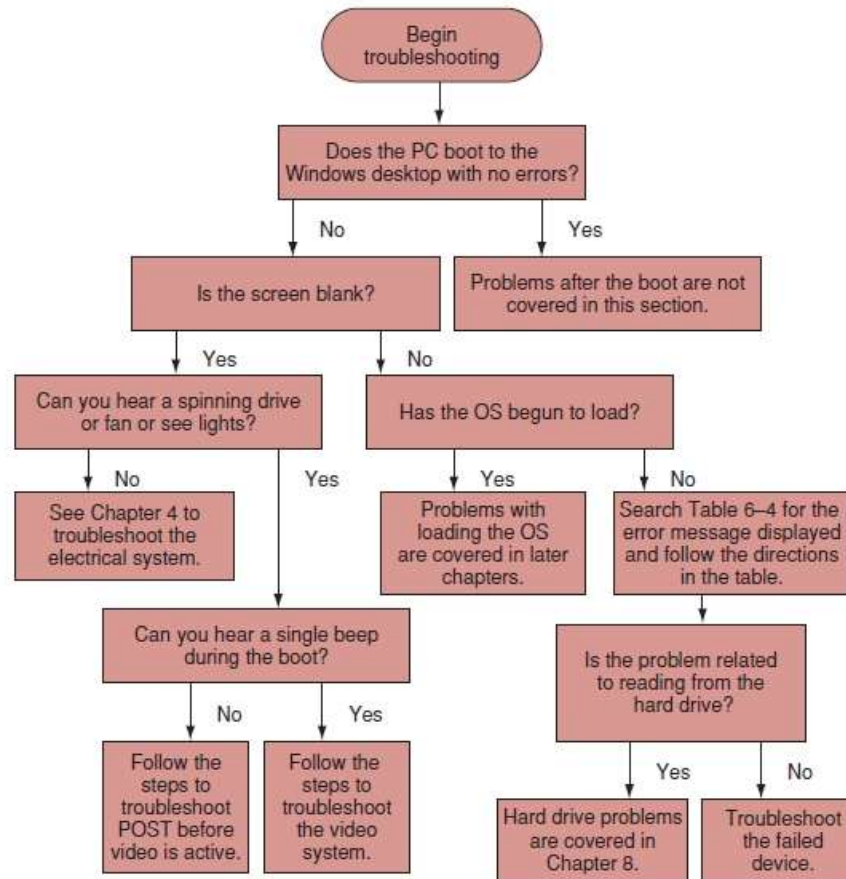 Begin
troubleshooting
Does the PC boot to the
Windows desktop with no errors?
No
Yes
Is the screen blank?
Problems after the boot are not
covered in this section.
Yes
No
Can you hear a spinning drive
or fan or see lights?
Has the OS begun to load?
No
Yes
Yes
No
See Chapter 4 to
troubleshoot the
electrical system.
Problems with
loading the OS
are covered in later
chapters.
Search Table 6–4 for the
error message displayed
and follow the directions
in the table.
Can you hear a single beep
during the boot?
Is the problem related
to reading from the
hard drive?
No
Yes
Follow the
steps to
troubleshoot
POST before
video is active.
Follow the
steps to
troubleshoot
the video
system.
Yes
No
Hard drive problems
are covered in
Chapter 8.
Troubleshoot
the failed
device.